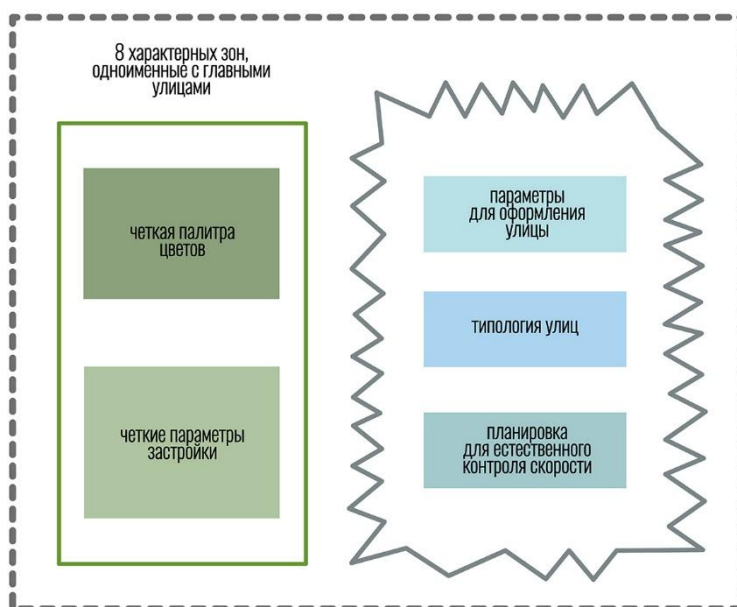 8 характерных зон,
одноименные с главными
улицами
четкая палитра
цветов
четкие параметры
застройки
параметры
для оформления
улицы
типология улиц
планировка
для естественного
контроля скорости